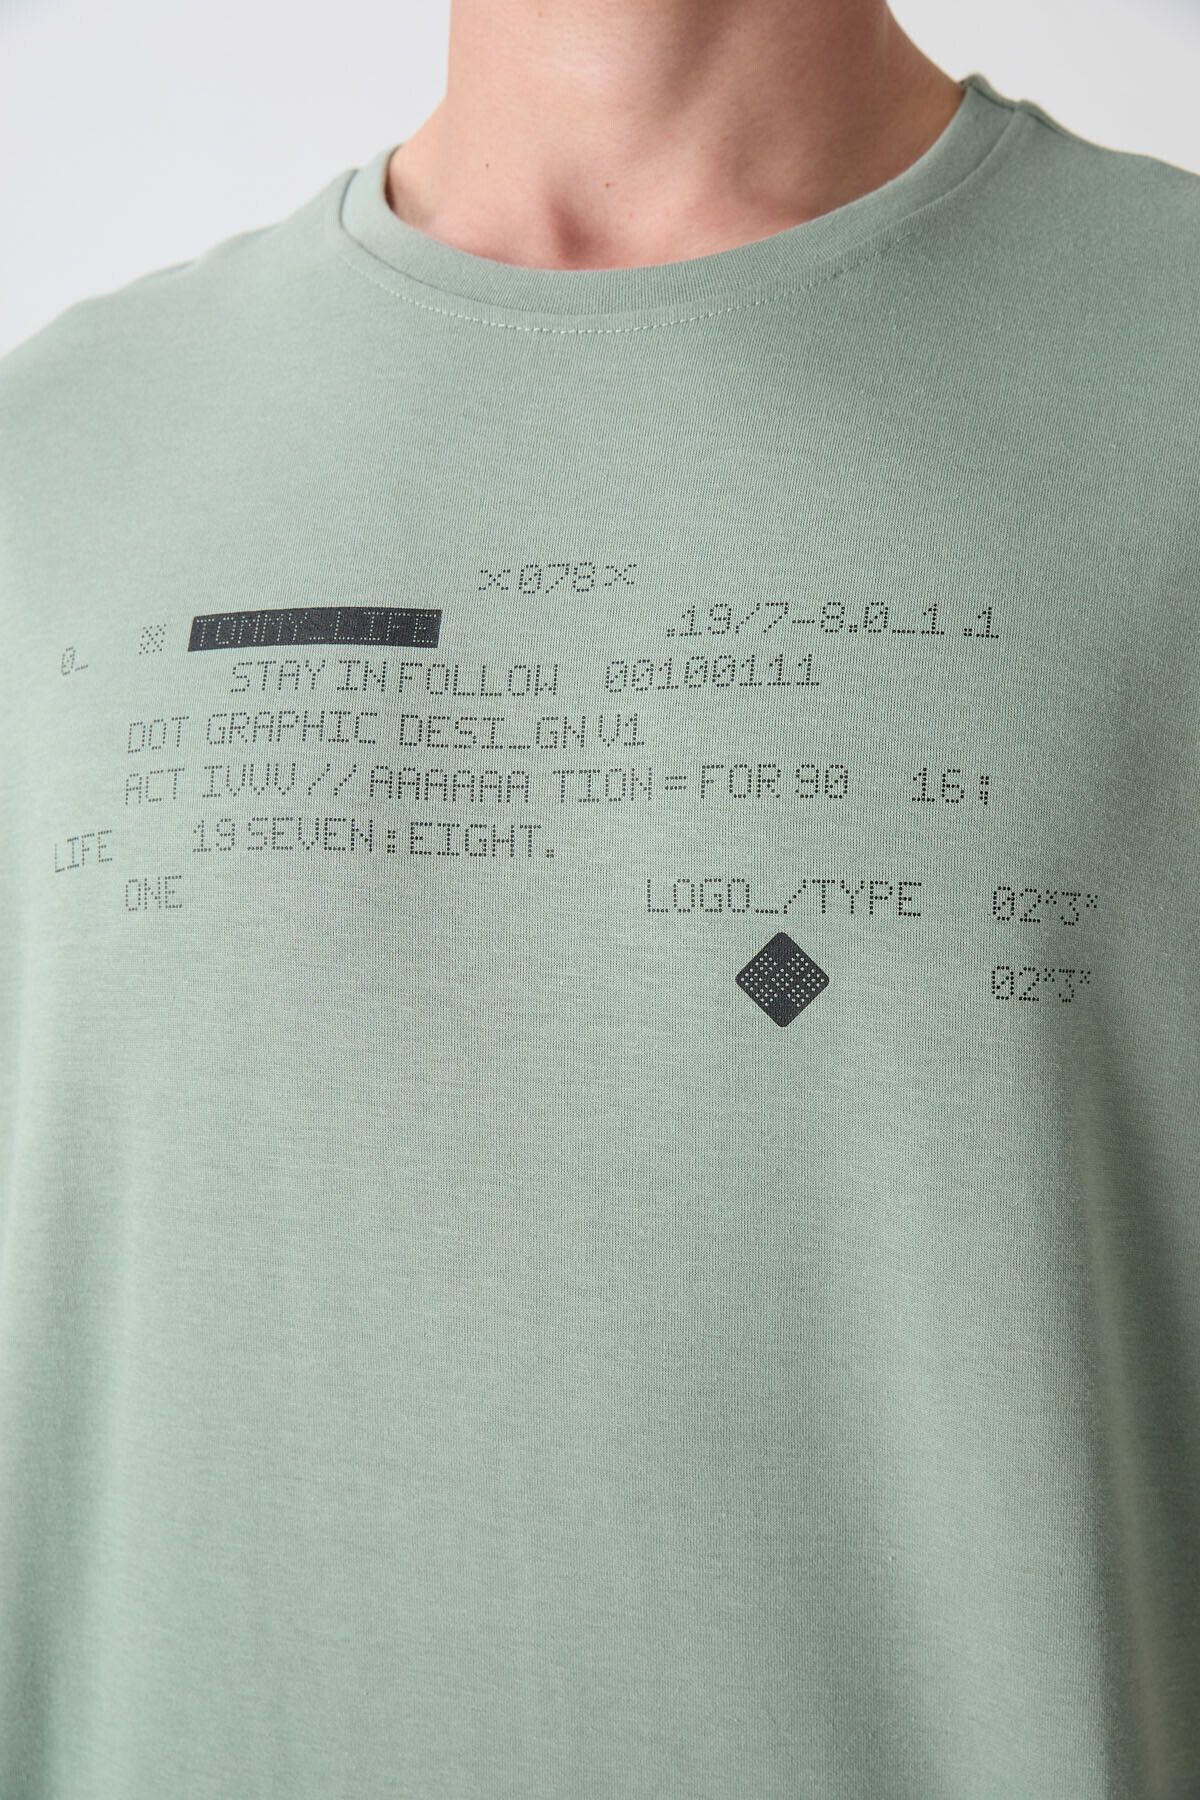 ×078×
TOMMY_LIFE .19/7-8.0_1.1
0_
STAY IN FOLLOW 00100111
DOT GRAPHIC DESI_GN V1
ACT IVVV // AAAAAA TION = FOR 90 16;
LIFE 19 SEVEN : EIGHT.
ONE LOGO_/TYPE 02*3*
02*3*